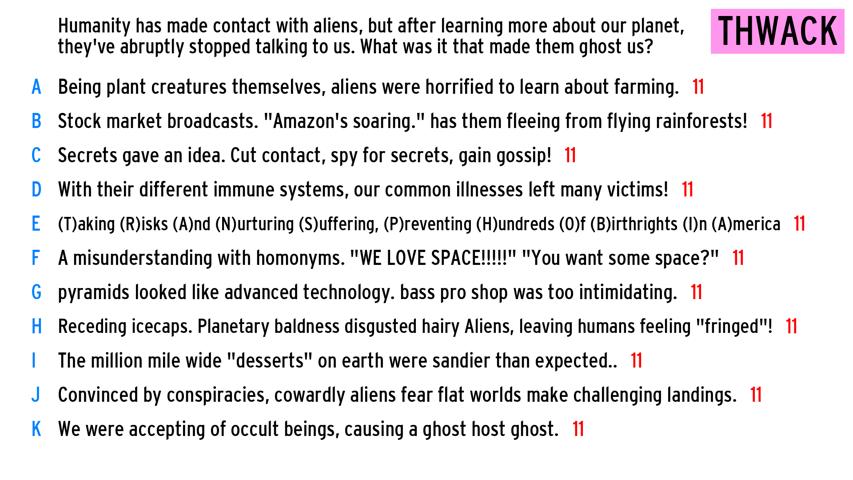 Humanity has made contact with aliens, but after learning more about our planet,
they've abruptly stopped talking to us. What was it that made them ghost us?
THWACK
A Being plant creatures themselves, aliens were horrified to learn about farming. 11
B Stock market broadcasts. "Amazon's soaring." has them fleeing from flying rainforests! 11
C Secrets gave an idea. Cut contact, spy for secrets, gain gossip! 11
D With their different immune systems, our common illnesses left many victims! 11
E (T)aking (R)isks (A)nd (N)urturing (S)uffering, (P)reventing (H)undreds (O)f (B)irthrights (I)n (A)merica 11
F A misunderstanding with homonyms. "WE LOVE SPACE!!!!!" "You want some space?" 11
G pyramids looked like advanced technology. bass pro shop was too intimidating. 11
H Receding icecaps. Planetary baldness disgusted hairy Aliens, leaving humans feeling "fringed"! 11
I The million mile wide "desserts" on earth were sandier than expected.. 11
J Convinced by conspiracies, cowardly aliens fear flat worlds make challenging landings. 11
K We were accepting of occult beings, causing a ghost host ghost. 11